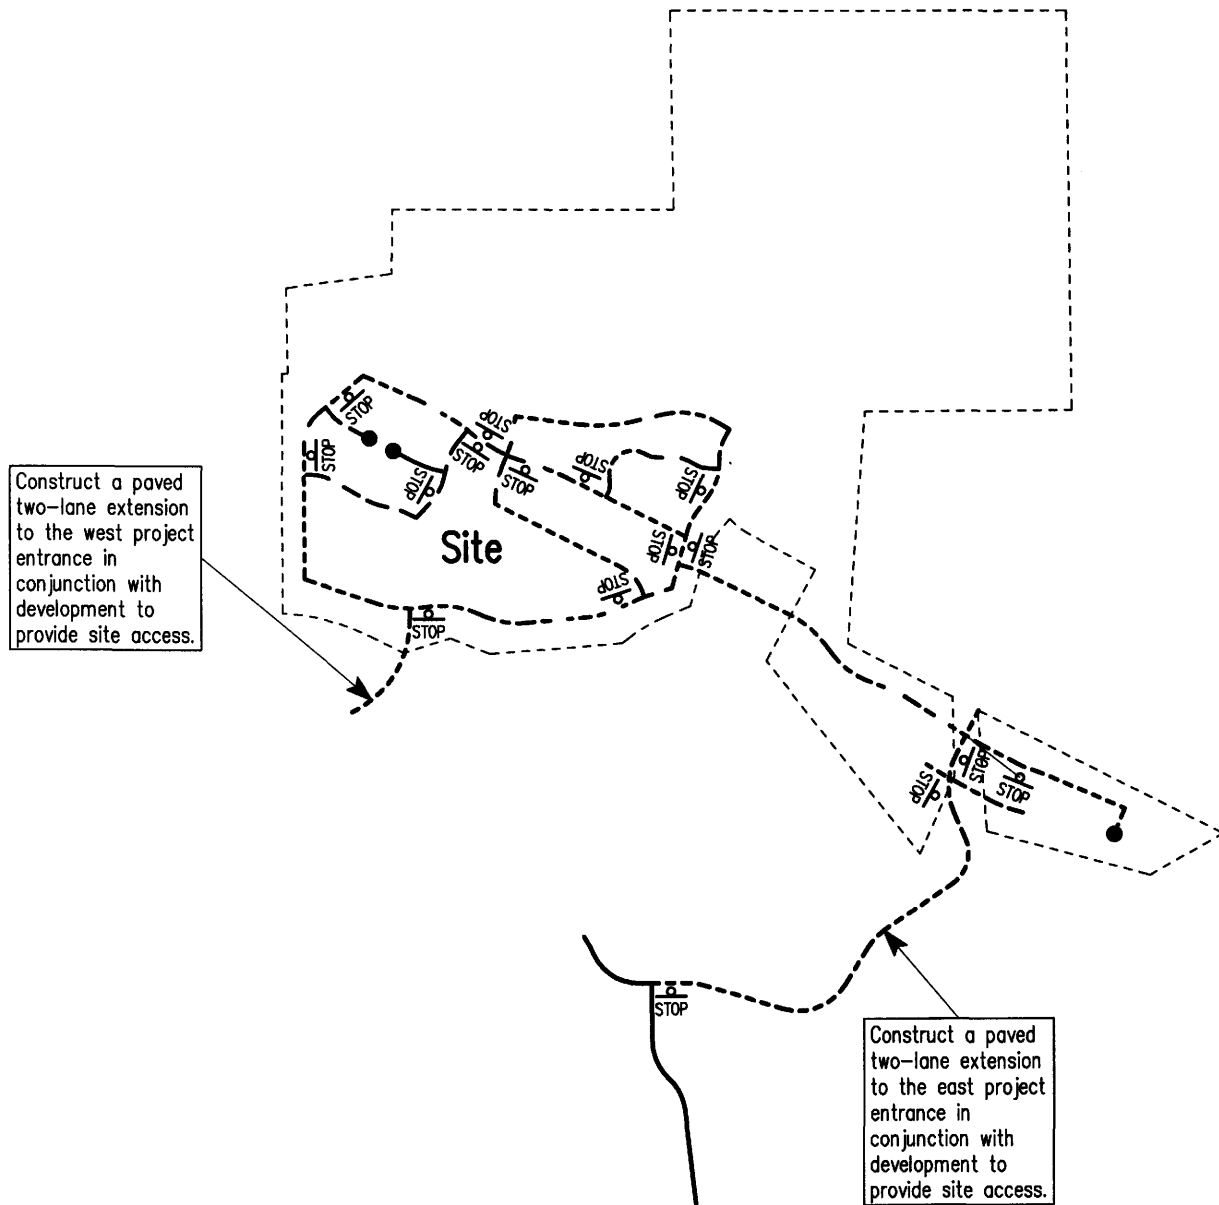 STOP
STOP
STOP
STOP
STOP
STOP
STOP
STOP
STOP
Construct a paved
two-lane extension
to the west project
entrance in
conjunction with
development to
provide site access.
Site
STOP
STOP
STOP
STOP
STOP
STOP
STOP
STOP
Construct a paved
two-lane extension
to the east project
entrance in
conjunction with
development to
provide site access.